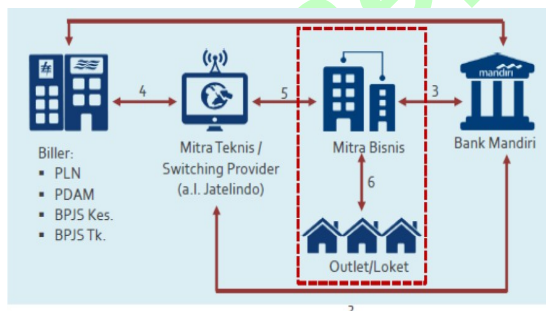 mandiri
4
5
3
Biller:
▪ PLN
▪ PDAM
▪ BPJS Kes.
▪ BPJS Tk.
Mitra Teknis /
Switching Provider
(a.l. Jatelindo)
Mitra Bisnis
Bank Mandiri
6
Outlet/Loket